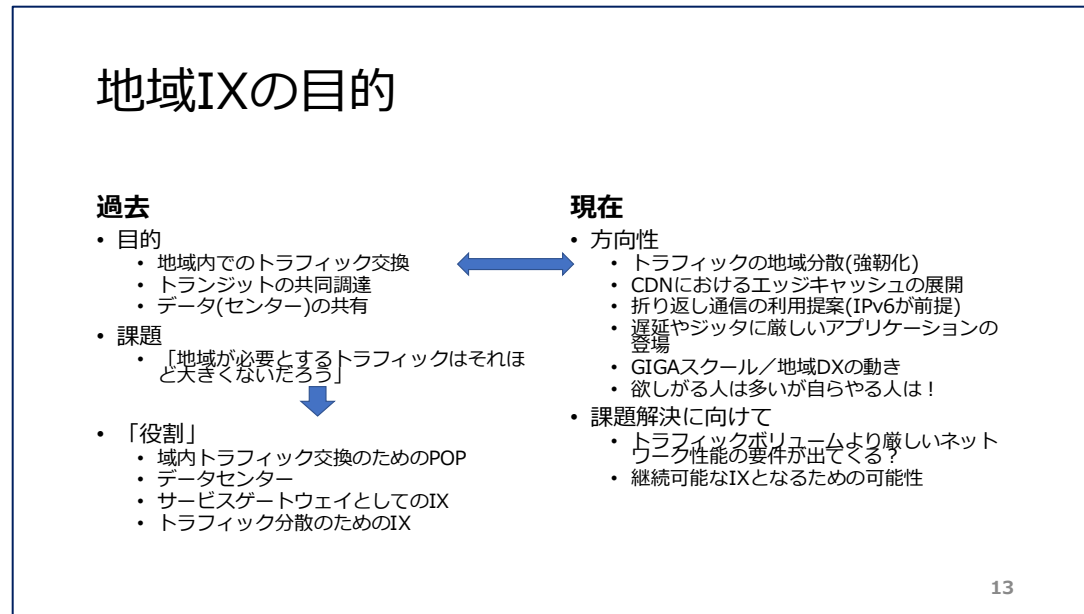 地域IXの目的
過去
• 目的
• 地域内でのトラフィック交換
• トランジットの共同調達
• データ(センター)の共有
• 課題
• 「地域が必要とするトラフィックはそれほ
ど大きくないだろう」
• 「役割」
• 域内トラフィック交換のためのPOP
• データセンター
• サービスゲートウェイとしてのIX
• トラフィック分散のためのIX
現在
• 方向性
• トラフィックの地域分散(強靭化)
• CDNにおけるエッジキャッシュの展開
• 折り返し通信の利用提案(IPv6が前提)
• 遅延やジッタに厳しいアプリケーションの
登場
• GIGAスクール／地域DXの動き
• 欲しがる人は多いが自らやる人は！
• 課題解決に向けて
• トラフィックボリュームより厳しいネット
ワーク性能の要件が出てくる？
• 継続可能なIXとなるための可能性
13